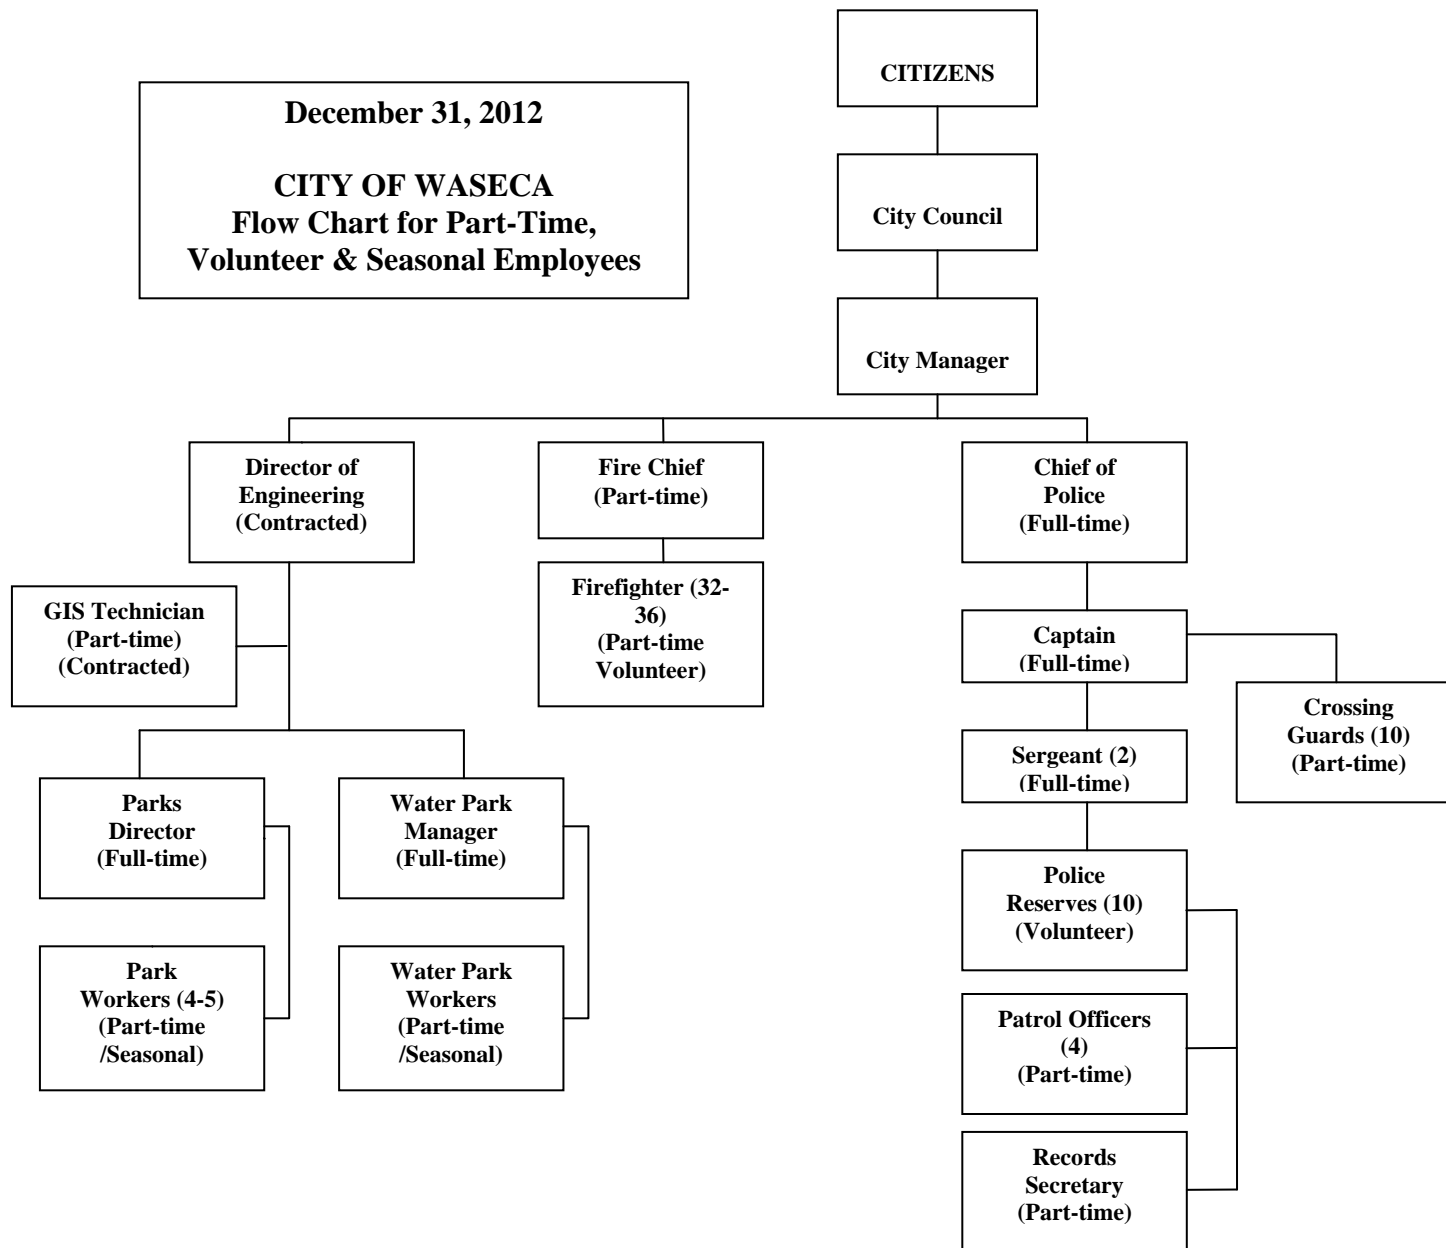 CITIZENS
December 31, 2012
CITY OF WASECA
Flow Chart for Part-Time,
Volunteer & Seasonal Employees
City Council
City Manager
Director of
Engineering
(Contracted)
Fire Chief
(Part-time)
Chief of
Police
(Full-time)
GIS Technician
(Part-time)
(Contracted)
Firefighter (32-
36)
(Part-time
Volunteer)
Captain
(Full-time)
Crossing
Guards (10)
(Part-time)
Sergeant (2)
(Full-time)
Parks
Director
(Full-time)
Water Park
Manager
(Full-time)
Police
Reserves (10)
(Volunteer)
Park
Workers (4-5)
(Part-time
/Seasonal)
Water Park
Workers
(Part-time
/Seasonal)
Patrol Officers
(4)
(Part-time)
Records
Secretary
(Part-time)